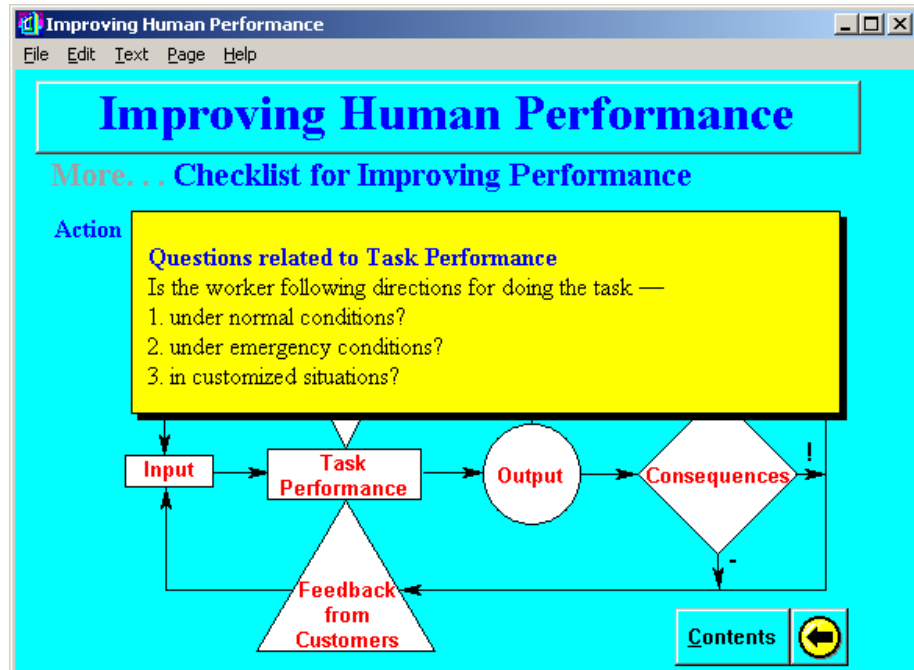 Improving Human Performance
File Edit Text Page Help
Improving Human Performance
More. . . Checklist for Improving Performance
Action
Questions related to Task Performance
Is the worker following directions for doing the task —
1. under normal conditions?
2. under emergency conditions?
3. in customized situations?
!
Input
Task
Performance
Output
Consequences
-
Feedback
from
Customers
Contents